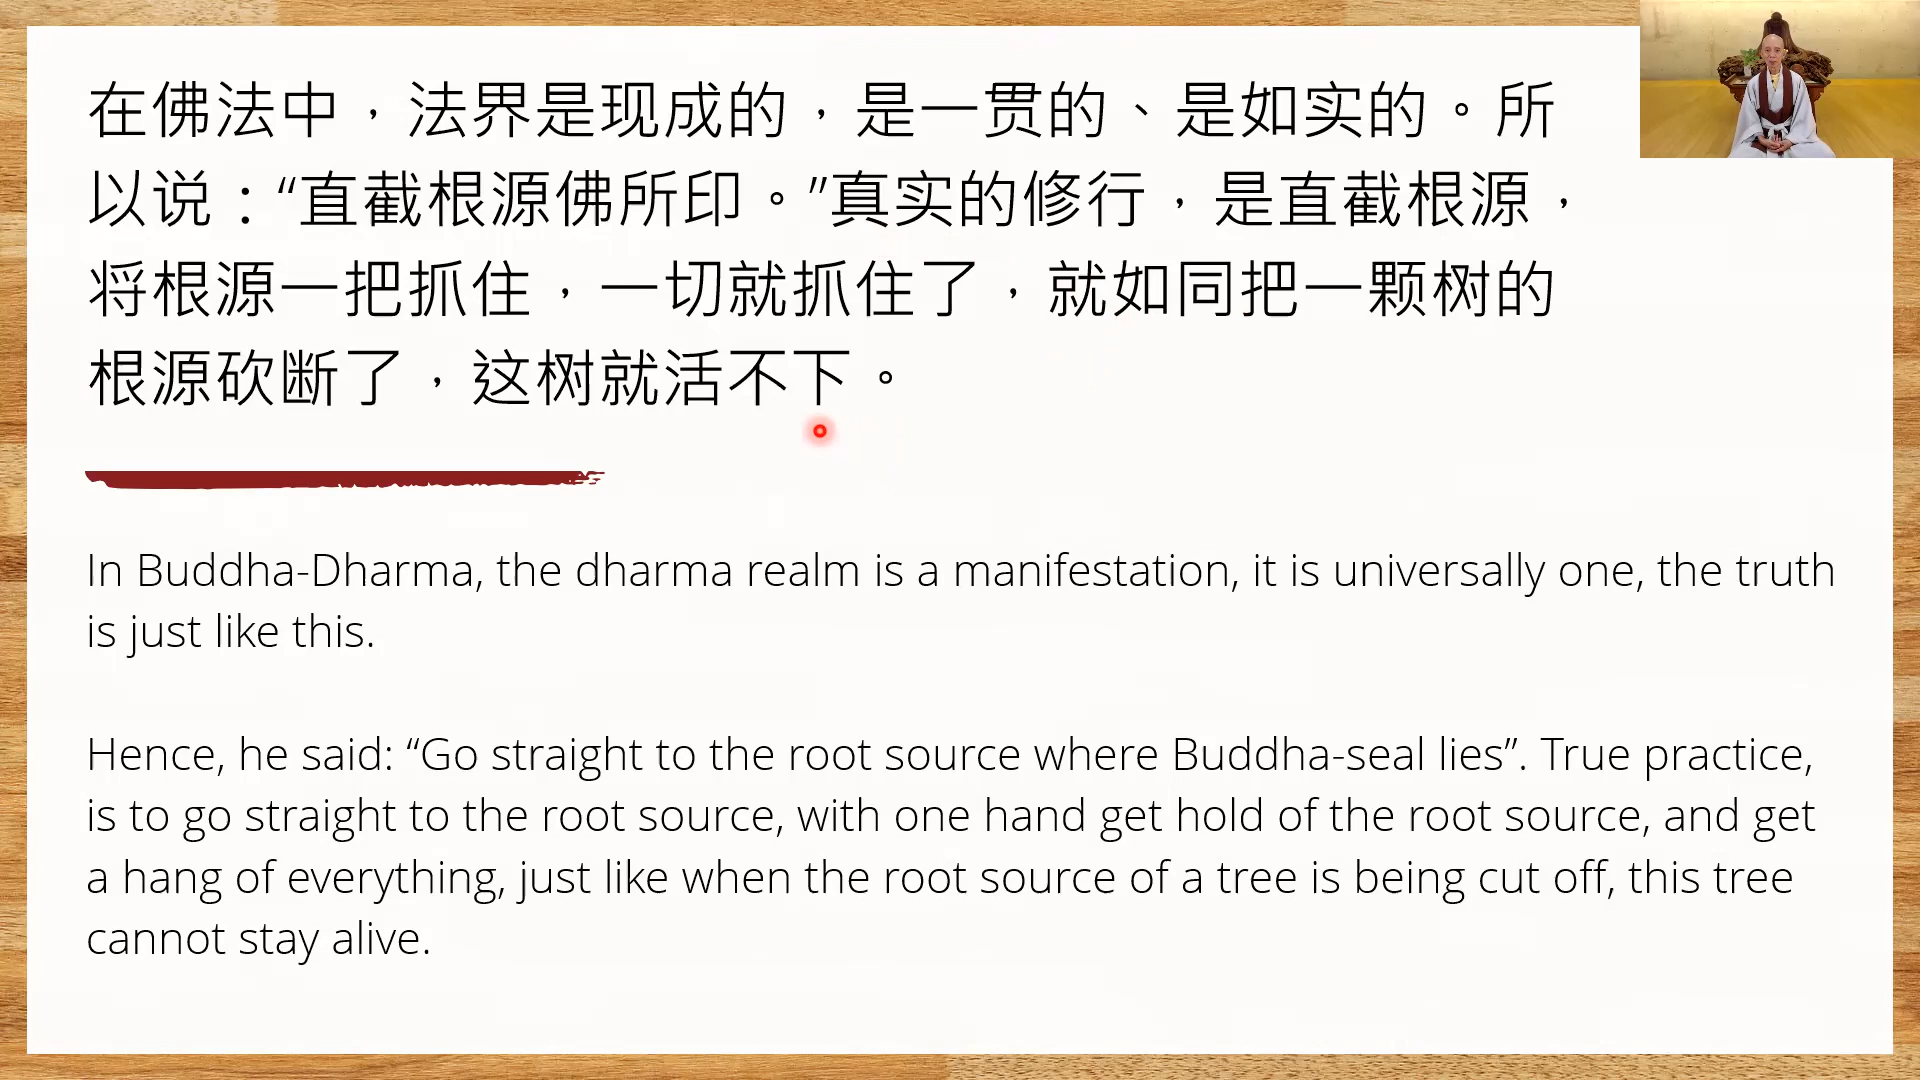 在佛法中，法界是现成的，是一贯的、是如实的。所
以说：“直截根源佛所印。”真实的修行，是直截根源，
将根源一把抓住，一切就抓住了，就如同把一颗树的
根源砍断了，这树就活不下。
In Buddha-Dharma, the dharma realm is a manifestation, it is universally one, the truth
is just like this.
Hence, he said: “Go straight to the root source where Buddha-seal lies”. True practice,
is to go straight to the root source, with one hand get hold of the root source, and get
a hang of everything, just like when the root source of a tree is being cut off, this tree
cannot stay alive.